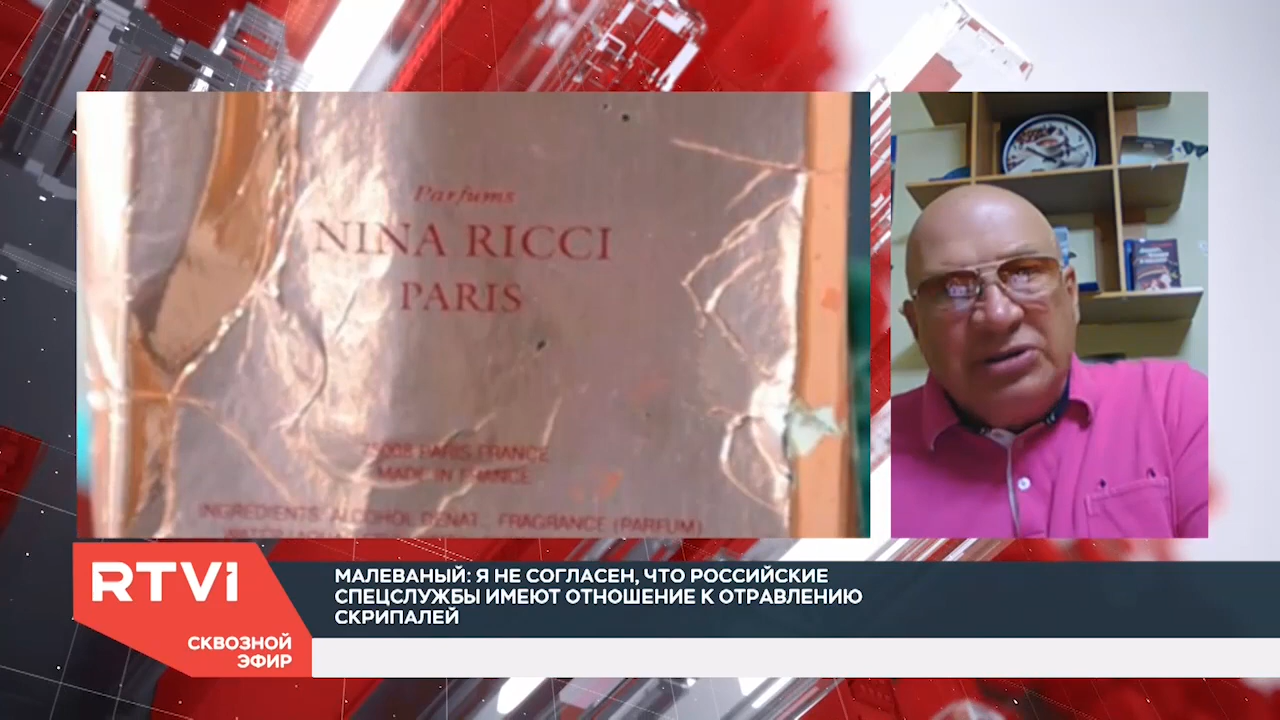 Parfums
NINA RICCI
PARIS
75008 PARIS FRANCE
MADE IN FRANCE
INGREDIENTS: ALCOHOL DENAT., FRAGRANCE (PARFUM)
RTVi
СКВОЗНОЙ
ЭФИР
МАЛЕВАНЫЙ: Я НЕ СОГЛАСЕН, ЧТО РОССИЙСКИЕ
СПЕЦСЛУЖБЫ ИМЕЮТ ОТНОШЕНИЕ К ОТРАВЛЕНИЮ
СКРИПАЛЕЙ